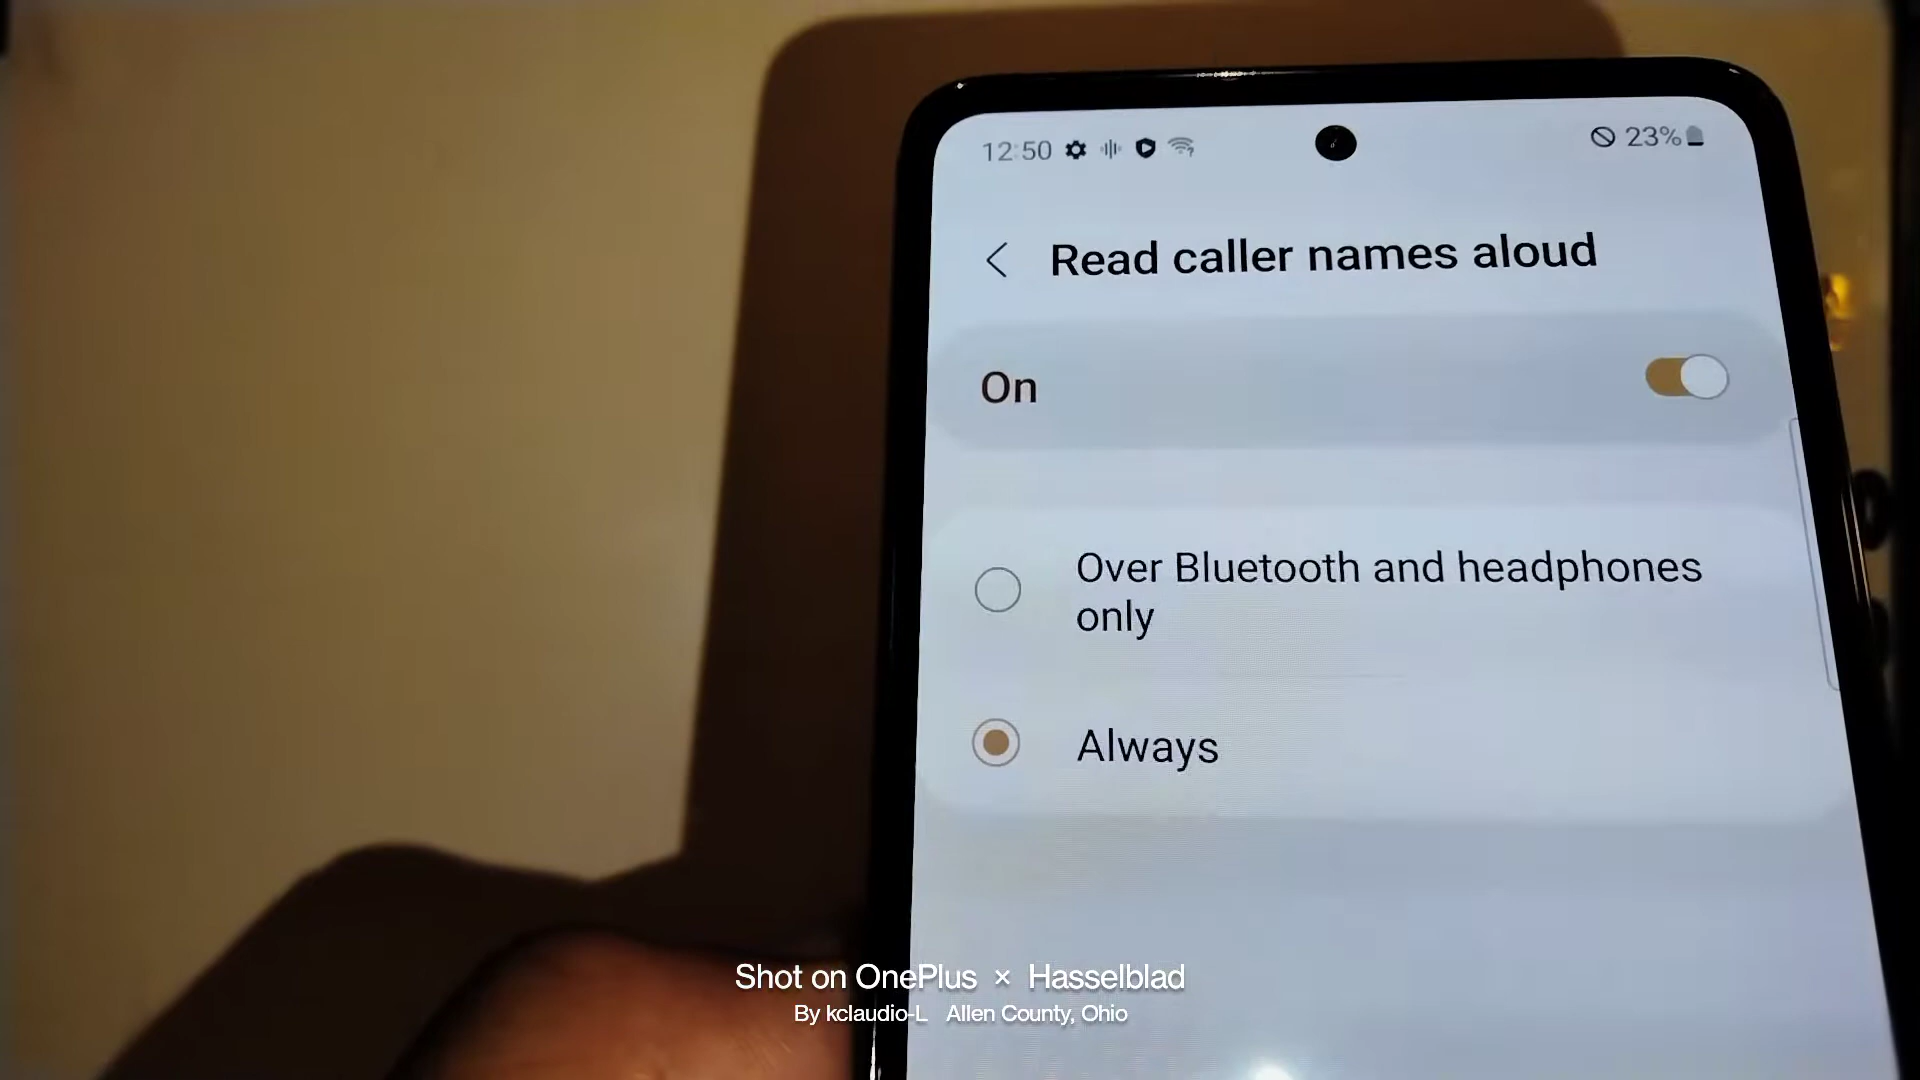 12:50
23%
Read caller names aloud
On
Over Bluetooth and headphones
only
Always
Shot on OnePlus × Hasselblad
By kclaudio-L Allen County, Ohio